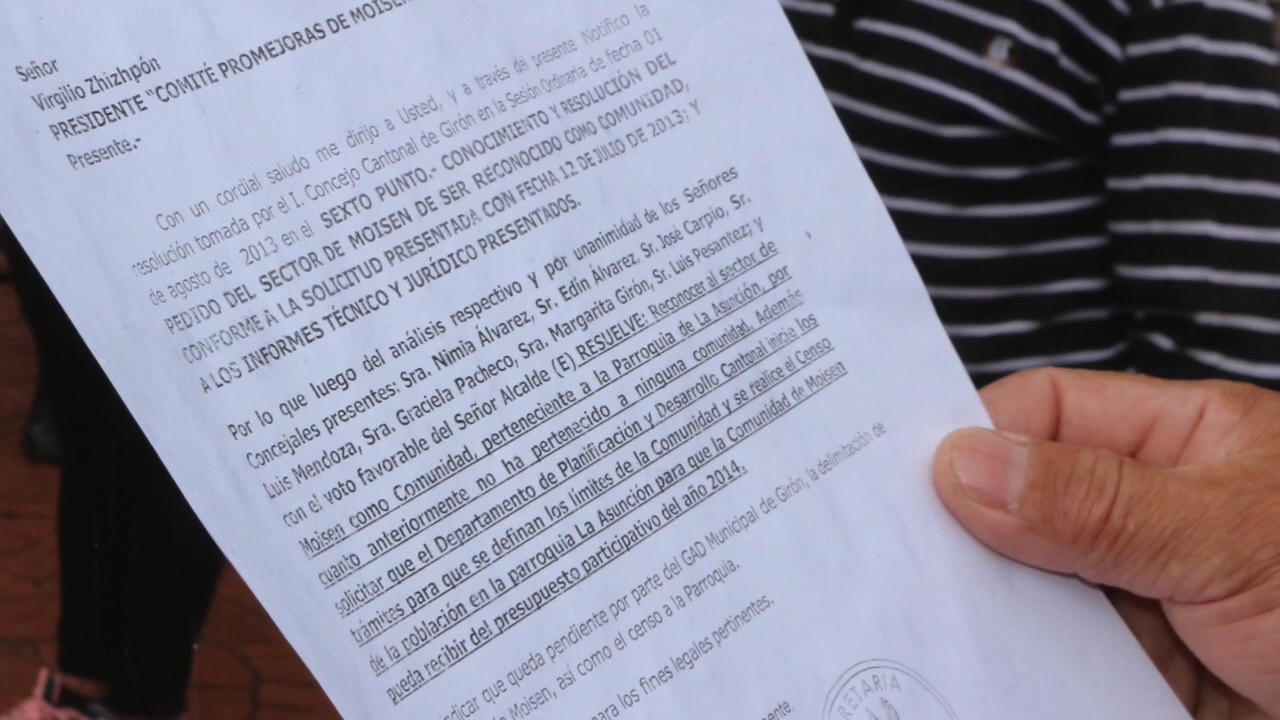 Señor
Virgilio Zhizhpón
PRESIDENTE "COMITÉ PROMEJORAS DE MOISEN
Presente.-
Con un cordial saludo me dirijo a Usted, y a través de presente Notifico la
resolución tomada por el I. Concejo Cantonal de Girón en la Sesión Ordinaria de fecha 01
de agosto de 2013 en el SEXTO PUNTO.- CONOCIMIENTO Y RESOLUCIÓN DEL
PEDIDO DEL SECTOR DE MOISEN DE SER RECONOCIDO COMO COMUNIDAD,
CONFORME A LA SOLICITUD PRESENTADA CON FECHA 12 DE JULIO DE 2013; Y
A LOS INFORMES TÉCNICO Y JURÍDICO PRESENTADOS.
Por lo que luego del análisis respectivo y por unanimidad de los Señores
Concejales presentes: Sra. Nimia Álvarez, Sr. Edín Álvarez, Sr. José Carpio, Sr.
Luis Mendoza, Sra. Graciela Pacheco, Sra. Margarita Girón, Sr. Luis Pesantez; y
con el voto favorable del Señor Alcalde (E) RESUELVE: Reconocer al sector de
Moisen como Comunidad, perteneciente a la Parroquia de La Asunción, por
cuanto anteriormente no ha pertenecido a ninguna comunidad. Además
solicitar que el Departamento de Planificación y Desarrollo Cantonal inicie los
trámites para que se definan los límites de la Comunidad y se realice el Censo
de la población en la parroquia La Asunción para que la Comunidad de Moisen
pueda recibir del presupuesto participativo del año 2014.
dicar que queda pendiente por parte del GAD Municipal de Girón, la delimitación de
Moisen, así como el censo a la Parroquia.
para los fines legales pertinentes.
mente,
RETARIA